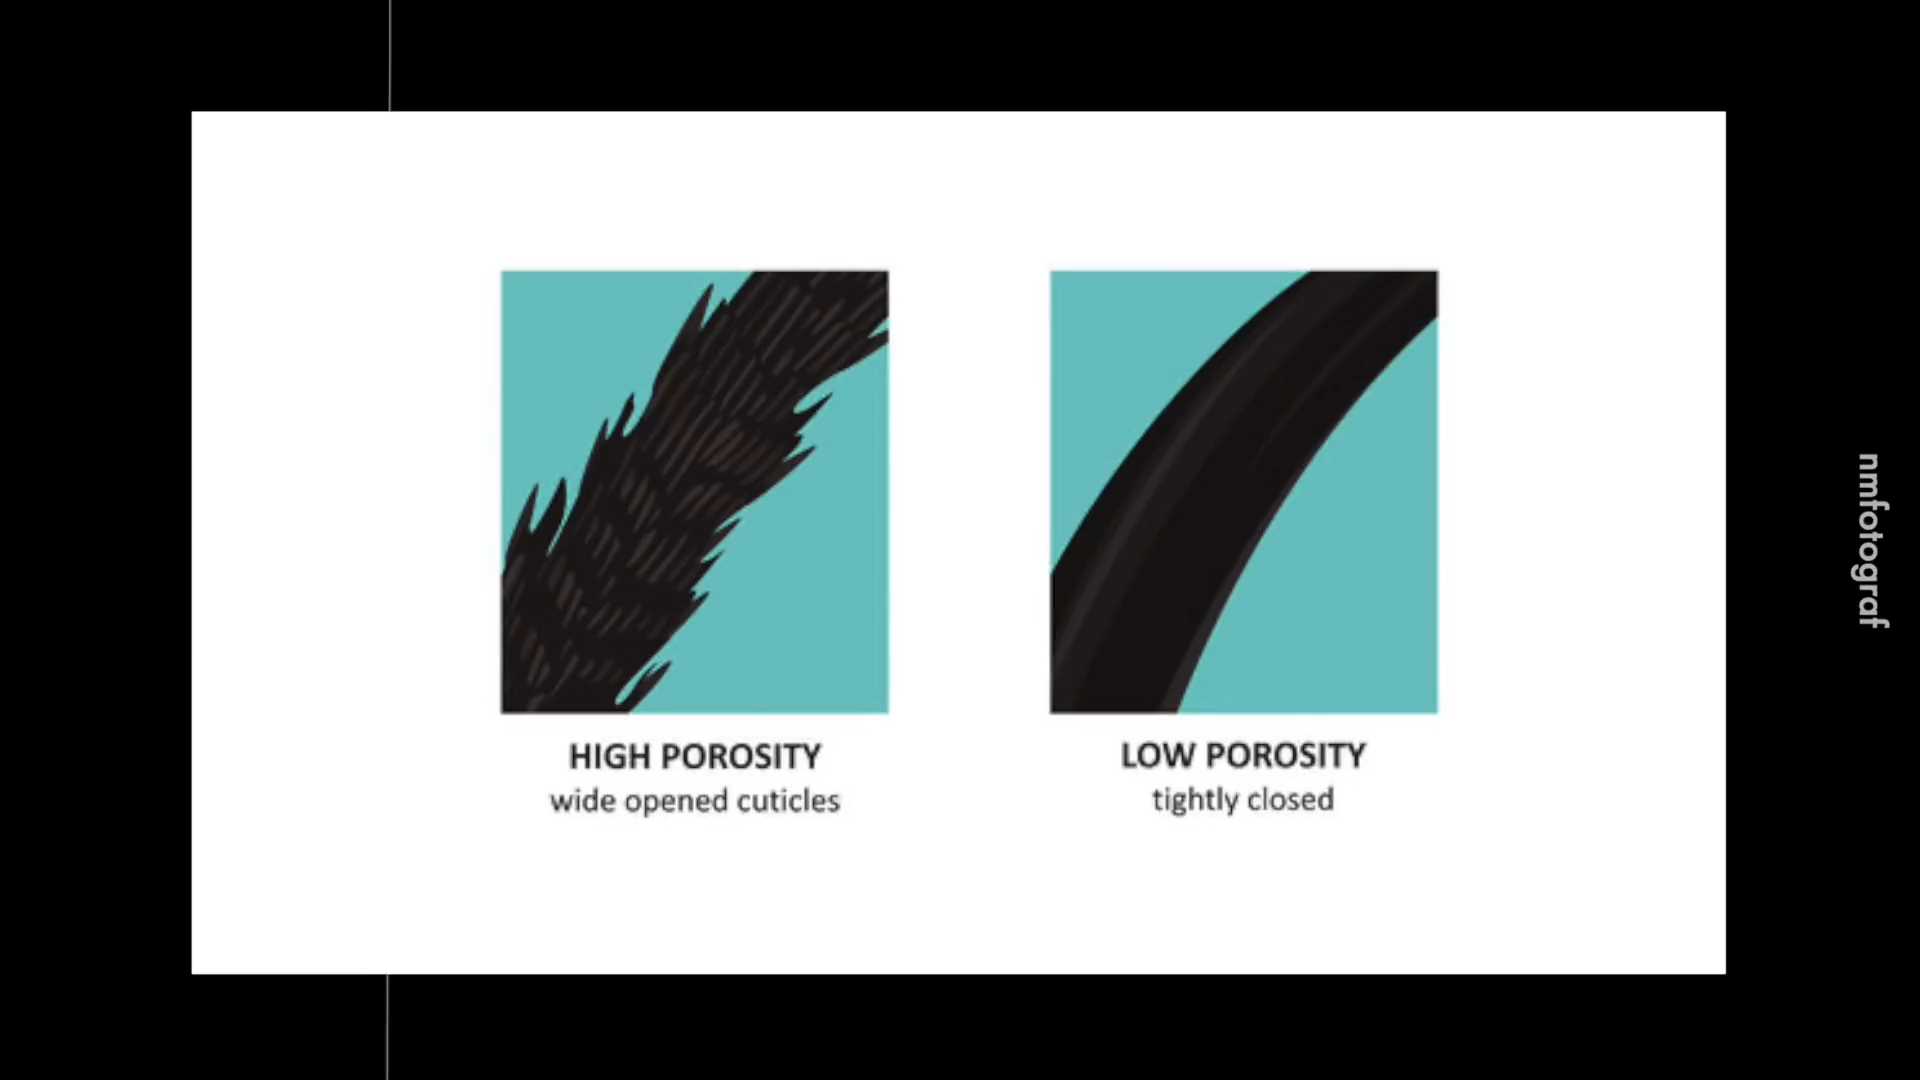 HIGH POROSITY
wide opened cuticles
LOW POROSITY
tightly closed
nmfotograf